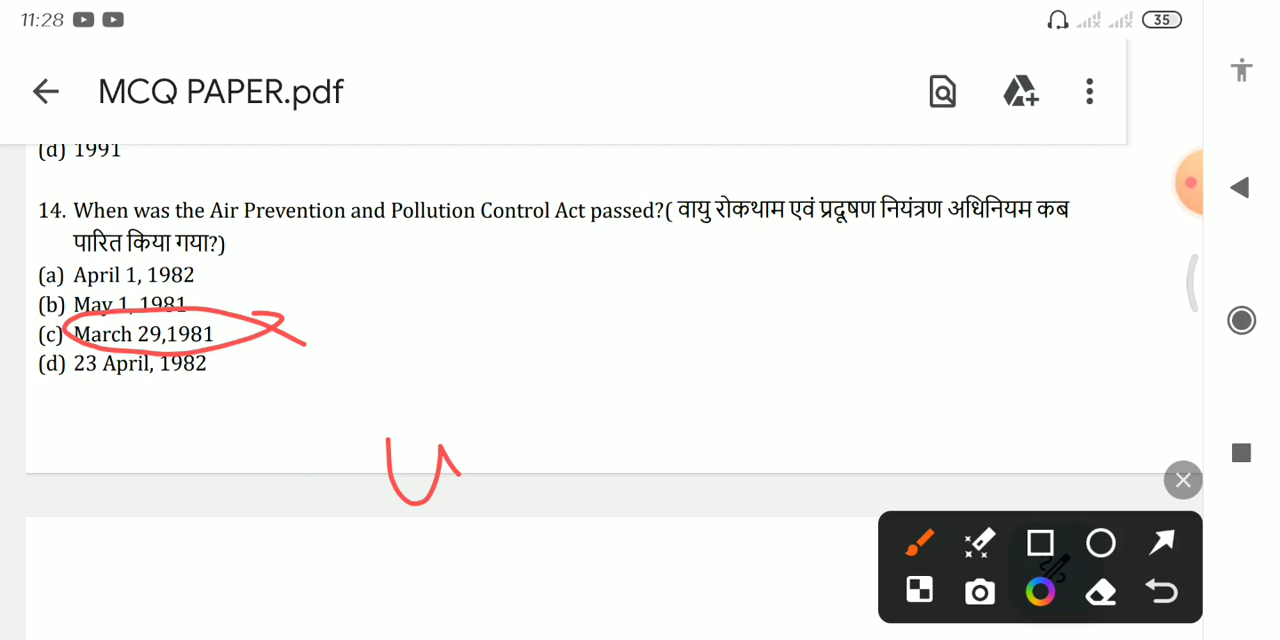 11:28
35
MCQ PAPER.pdf
(d) 1991
14. When was the Air Prevention and Pollution Control Act passed?( वायु रोकथाम एवं प्रदूषण नियंत्रण अधिनियम कब
पारित किया गया?)
(a) April 1, 1982
(b) May 1, 1981
(c) March 29,1981
(d) 23 April, 1982